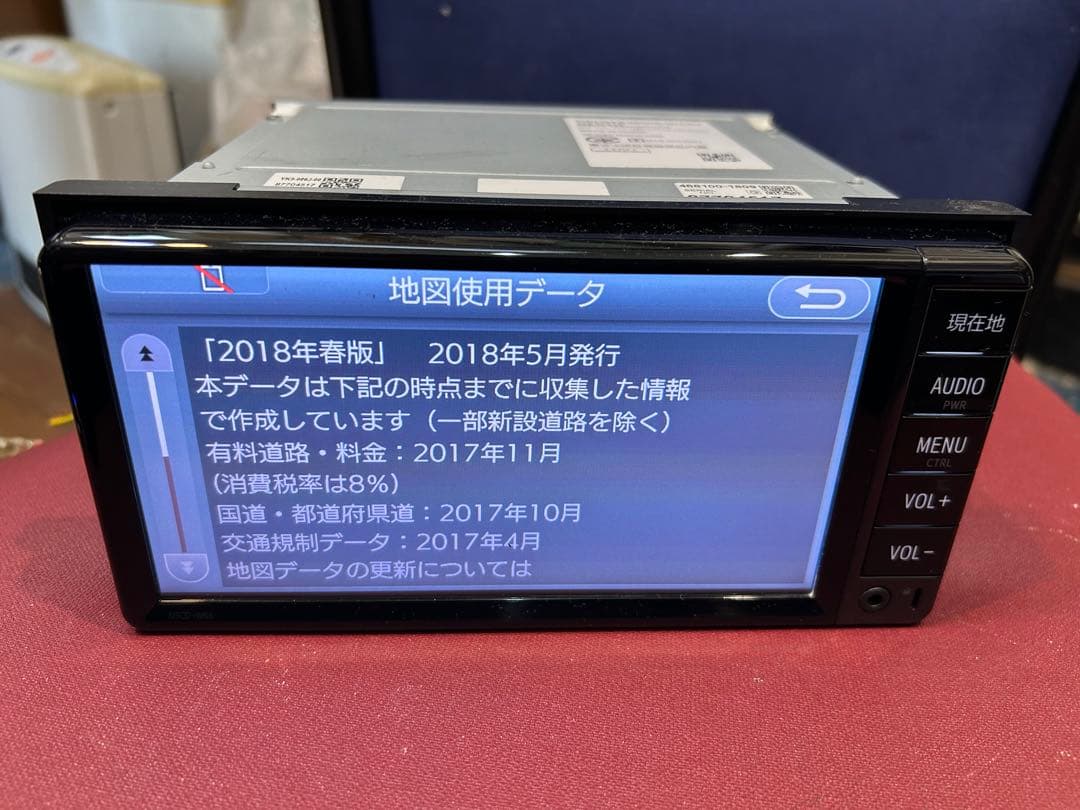 468100-1809
地図使用データ
「2018年春版」 2018年5月発行
本データは下記の時点までに収集した情報
で作成しています（一部新設道路を除く）
有料道路・料金：2017年11月
（消費税率は8％）
国道・都道府県道：2017年10月
交通規制データ：2017年4月
地図データの更新については
現在地
AUDIO
PWR
MENU
CTRL
VOL+
VOL-